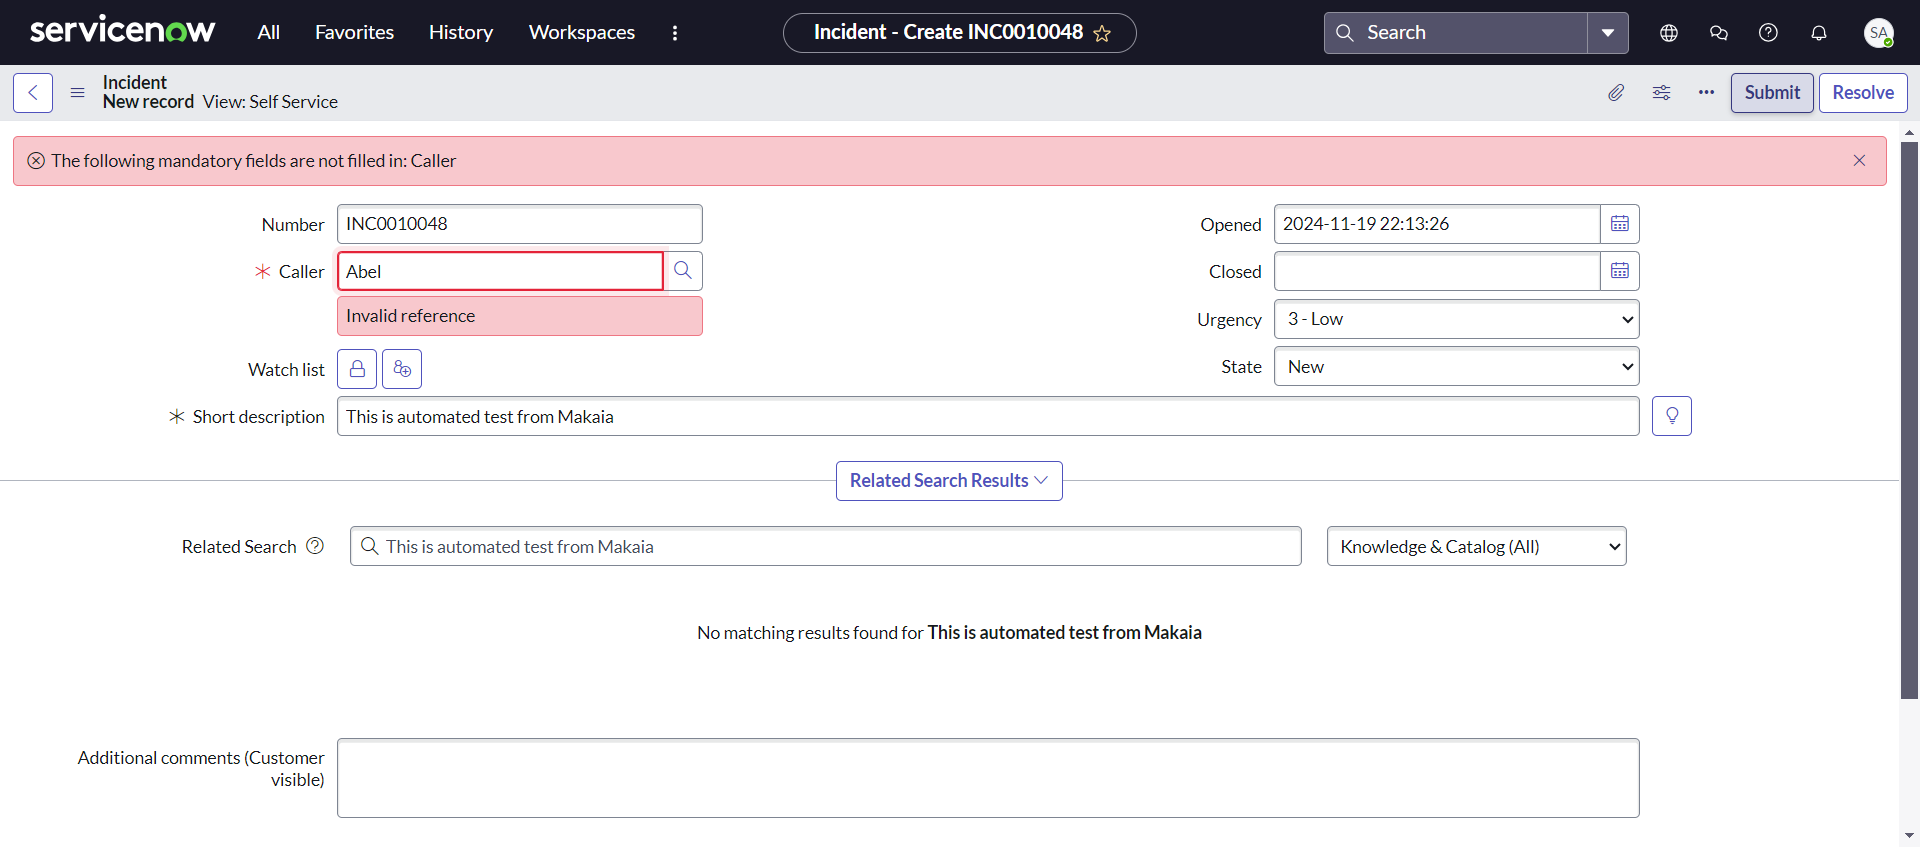 servicenow All Favorites History Workspaces Incident - Create INC0010048 Search SA
Incident
New record View: Self Service Submit Resolve
The following mandatory fields are not filled in: Caller
Number INC0010048 Opened 2024-11-19 22:13:26
Caller Abel Closed
Invalid reference Urgency 3 - Low
Watch list State New
Short description This is automated test from Makaia
Related Search Results
Related Search This is automated test from Makaia Knowledge & Catalog (All)
No matching results found for This is automated test from Makaia
Additional comments (Customer
visible)